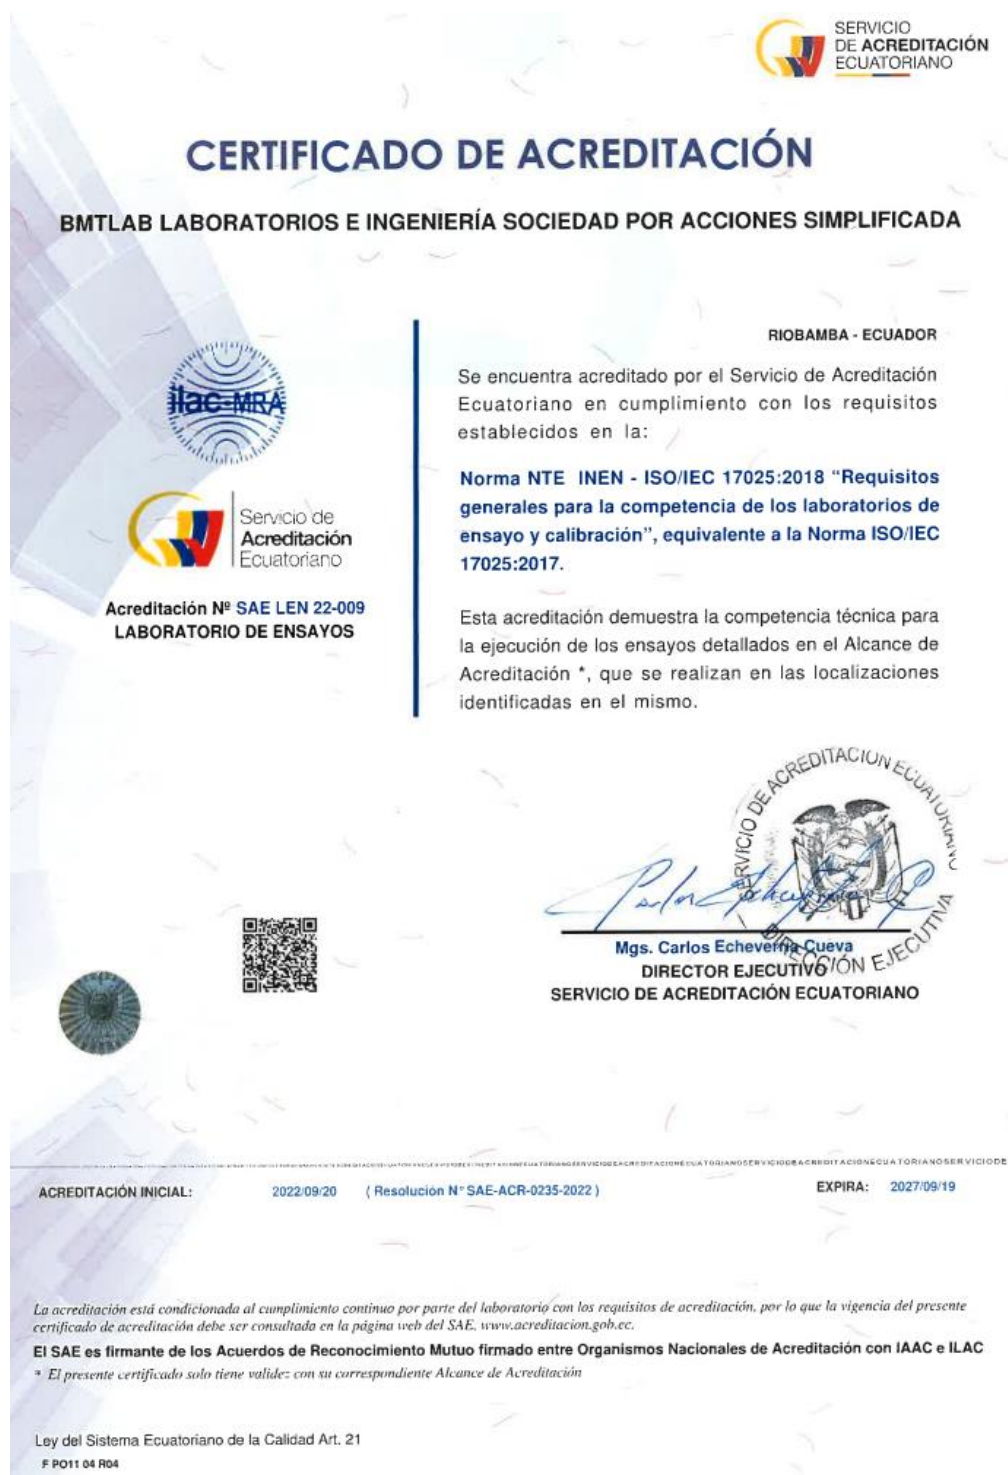 SERVICIO
DE ACREDITACIÓN
ECUATORIANO
CERTIFICADO DE ACREDITACIÓN
BMTLAB LABORATORIOS E INGENIERÍA SOCIEDAD POR ACCIONES SIMPLIFICADA
ilac-MRA
Servicio de
Acreditación
Ecuatoriano
Acreditación Nº SAE LEN 22-009
LABORATORIO DE ENSAYOS
RIOBAMBA - ECUADOR
Se encuentra acreditado por el Servicio de Acreditación
Ecuatoriano en cumplimiento con los requisitos
establecidos en la:
Norma NTE INEN - ISO/IEC 17025:2018 “Requisitos
generales para la competencia de los laboratorios de
ensayo y calibración”, equivalente a la Norma ISO/IEC
17025:2017.
Esta acreditación demuestra la competencia técnica para
la ejecución de los ensayos detallados en el Alcance de
Acreditación *, que se realizan en las localizaciones
identificadas en el mismo.
SERVICIO DE ACREDITACION ECUATORIANO
DIRECCIÓN EJECUTIVA
Mgs. Carlos Echeverría Cueva
DIRECTOR EJECUTIVO
SERVICIO DE ACREDITACIÓN ECUATORIANO
ACREDITACIÓN INICIAL: 2022/09/20 ( Resolución N° SAE-ACR-0235-2022 ) EXPIRA: 2027/09/19
La acreditación está condicionada al cumplimiento continuo por parte del laboratorio con los requisitos de acreditación, por lo que la vigencia del presente
certificado de acreditación debe ser consultada en la página web del SAE. www.acreditacion.gob.ec.
El SAE es firmante de los Acuerdos de Reconocimiento Mutuo firmado entre Organismos Nacionales de Acreditación con IAAC e ILAC
* El presente certificado solo tiene validez con su correspondiente Alcance de Acreditación
Ley del Sistema Ecuatoriano de la Calidad Art. 21
F PO11 04 R04